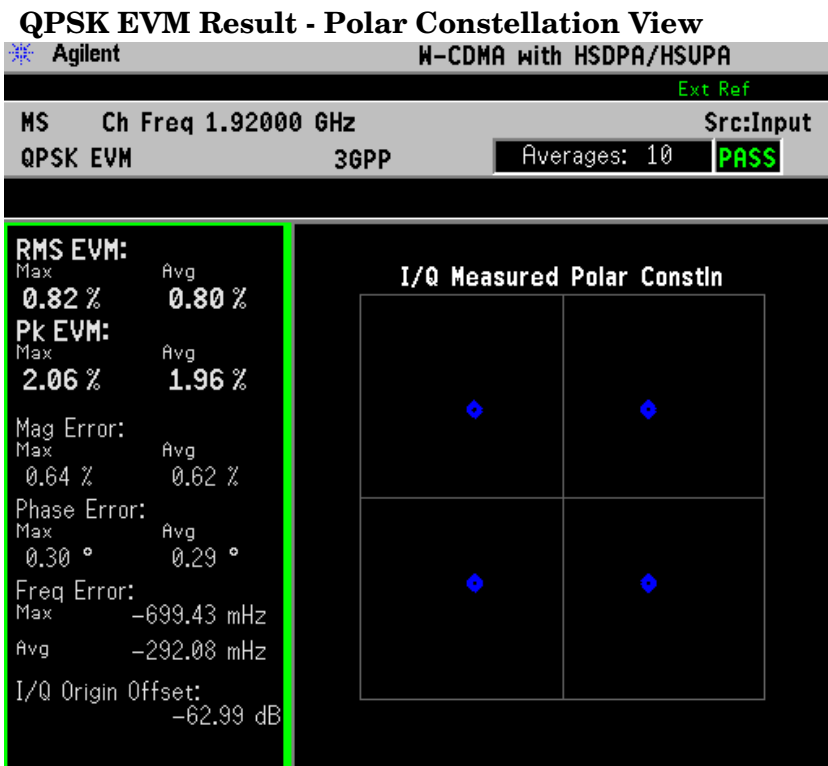 QPSK EVM Result - Polar Constellation View
Agilent W-CDMA with HSDPA/HSUPA
Ext Ref
MS Ch Freq 1.92000 GHz Src:Input
QPSK EVM 3GPP Averages: 10 PASS
RMS EVM:
Max Avg
0.82 % 0.80 %
Pk EVM:
Max Avg
2.06 % 1.96 %
Mag Error:
Max Avg
0.64 % 0.62 %
Phase Error:
Max Avg
0.30 ° 0.29 °
Freq Error:
Max -699.43 mHz
Avg -292.08 mHz
I/Q Origin Offset:
-62.99 dB
I/Q Measured Polar Constln